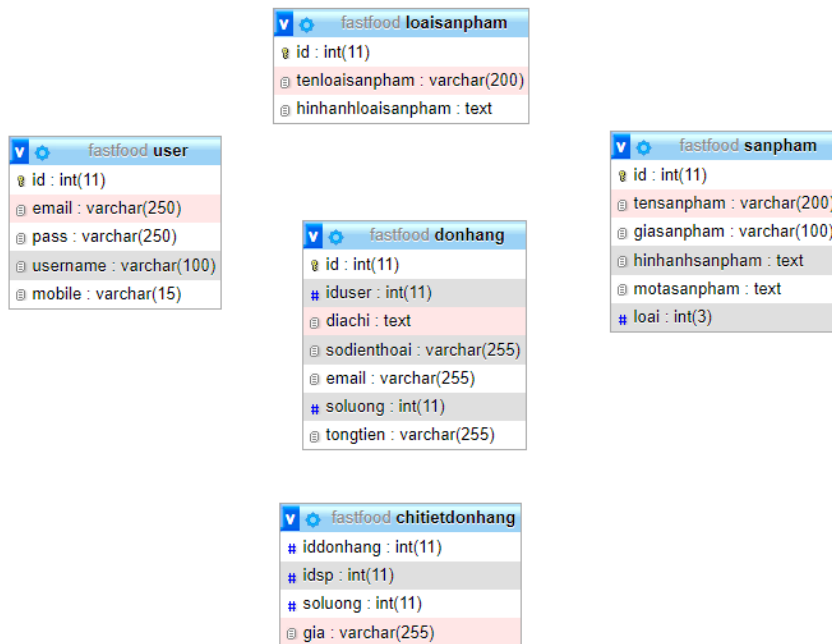 fastfood loaisanpham
id : int(11)
tenloaisanpham : varchar(200)
hinhanhloaisanpham : text
fastfood user
id : int(11)
email : varchar(250)
pass : varchar(250)
username : varchar(100)
mobile : varchar(15)
fastfood sanpham
id : int(11)
tensanpham : varchar(200)
giasanpham : varchar(100)
hinhanhsanpham : text
motasanpham : text
# loai : int(3)
fastfood donhang
id : int(11)
# iduser : int(11)
diachi : text
sodienthoai : varchar(255)
email : varchar(255)
# soluong : int(11)
tongtien : varchar(255)
fastfood chitietdonhang
# iddonhang : int(11)
# idsp : int(11)
# soluong : int(11)
gia : varchar(255)